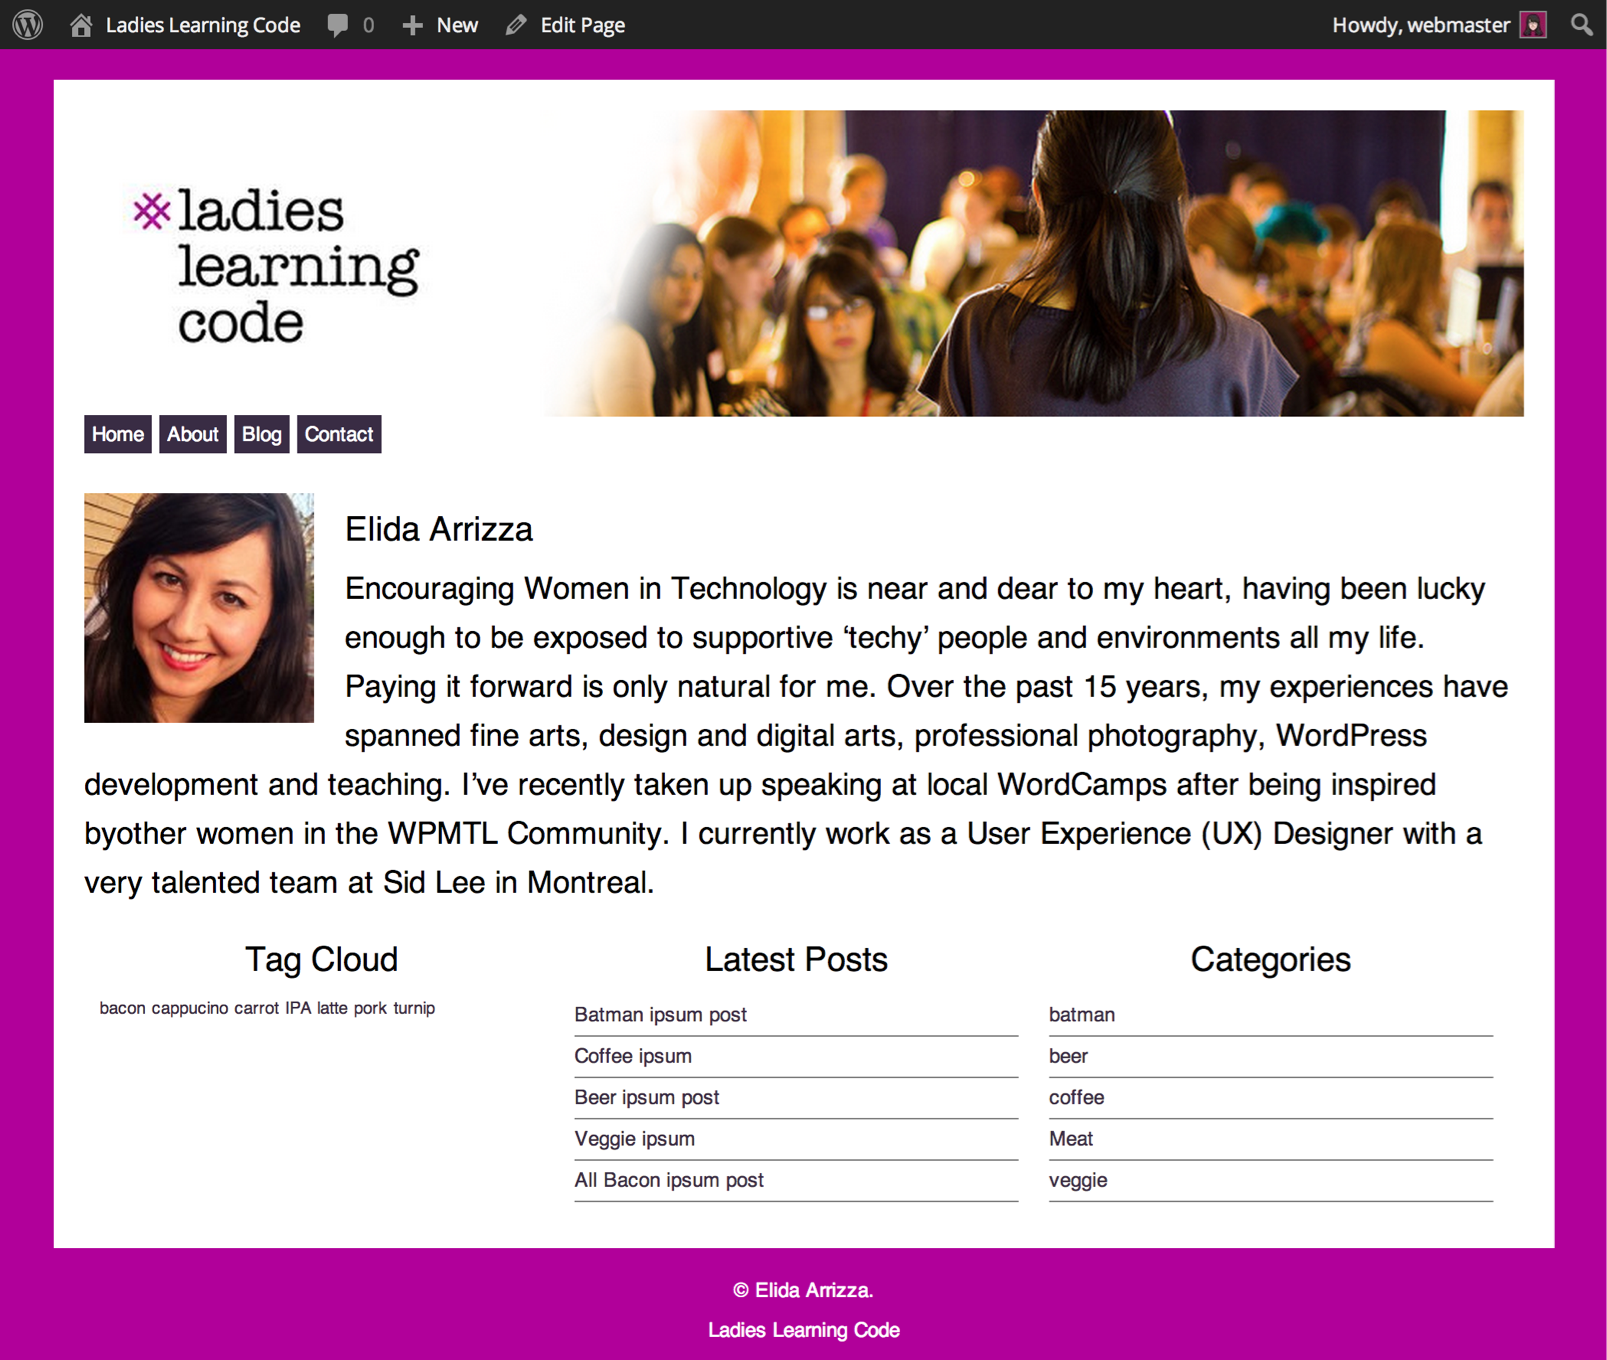 Ladies Learning Code 0 New Edit Page Howdy, webmaster
ladies
learning
code
Home About Blog Contact
Elida Arrizza
Encouraging Women in Technology is near and dear to my heart, having been lucky
enough to be exposed to supportive ‘techy’ people and environments all my life.
Paying it forward is only natural for me. Over the past 15 years, my experiences have
spanned fine arts, design and digital arts, professional photography, WordPress
development and teaching. I’ve recently taken up speaking at local WordCamps after being inspired
byother women in the WPMTL Community. I currently work as a User Experience (UX) Designer with a
very talented team at Sid Lee in Montreal.
Tag Cloud
bacon cappucino carrot IPA latte pork turnip
Latest Posts
Batman ipsum post
Coffee ipsum
Beer ipsum post
Veggie ipsum
All Bacon ipsum post
Categories
batman
beer
coffee
Meat
veggie
© Elida Arrizza.
Ladies Learning Code